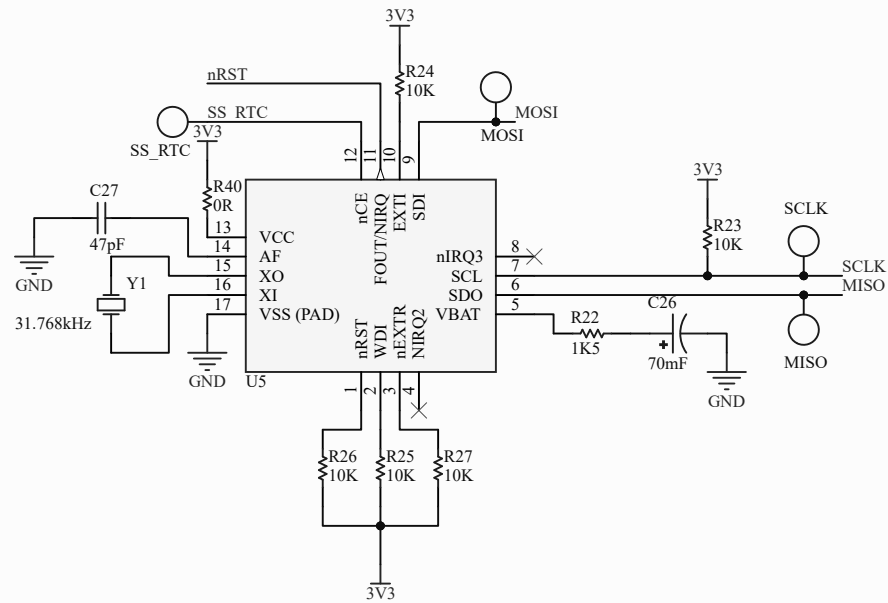 3V3
nRST
R24
10K
SS_RTC
MOSI
MOSI
SS_RTC
3V3
12
11
10
9
3V3
C27
R40
0R
nCE
FOUT/NIRQ
EXTI
SDI
SCLK
R23
10K
47pF
13
VCC
14
AF
nIRQ3
8
15
XO
SCL
7
SCLK
GND
Y1
16
XI
SDO
6
MISO
31.768kHz
17
VSS (PAD)
VBAT
5
C26
R22
1K5
nRST
WDI
nEXTR
NIRQ2
70mF
MISO
GND
U5
GND
1
2
3
4
R26
10K
R25
10K
R27
10K
3V3